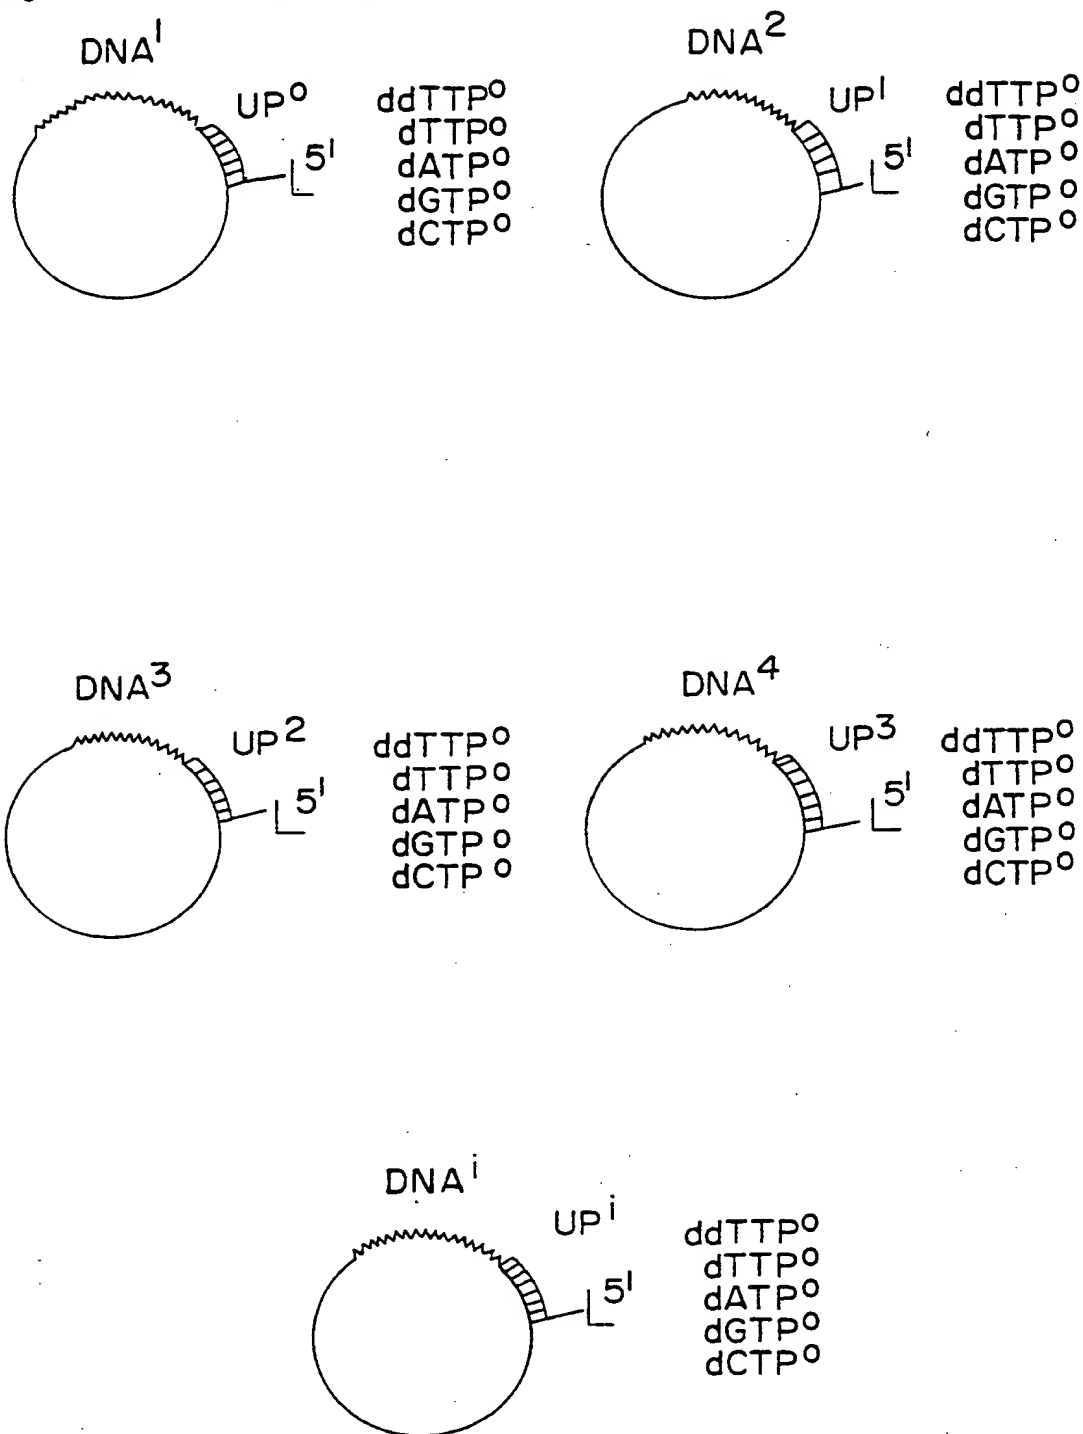 DNA¹
UP⁰
5'
ddTTP⁰
dTTP⁰
dATP⁰
dGTP⁰
dCTP⁰
DNA²
UP¹
5'
ddTTP⁰
dTTP⁰
dATP⁰
dGTP⁰
dCTP⁰
DNA³
UP²
5'
ddTTP⁰
dTTP⁰
dATP⁰
dGTP⁰
dCTP⁰
DNA⁴
UP³
5'
ddTTP⁰
dTTP⁰
dATP⁰
dGTP⁰
dCTP⁰
DNAⁱ
UPⁱ
5'
ddTTP⁰
dTTP⁰
dATP⁰
dGTP⁰
dCTP⁰